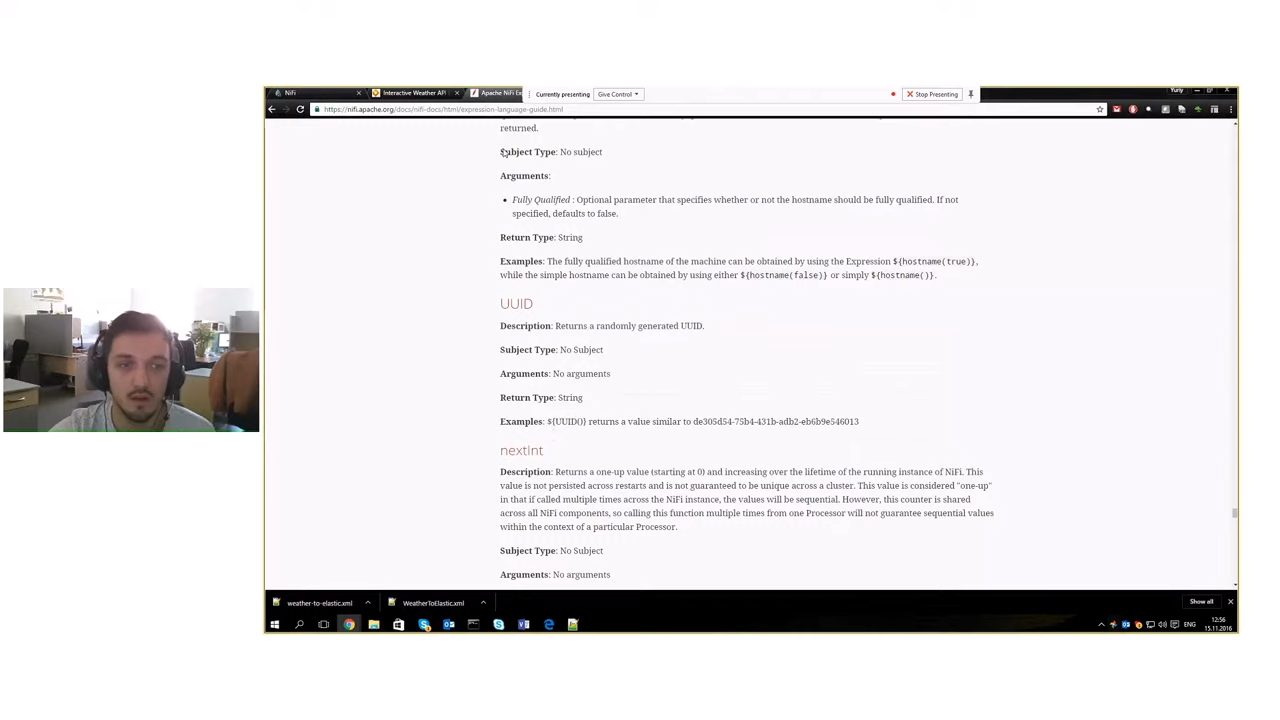 NiFi
Interactive Weather API
Apache NiFi Ex
Currently presenting
Give Control
Stop Presenting
Yuriy
https://nifi.apache.org/docs/nifi-docs/html/expression-language-guide.html
returned.
Subject Type: No subject
Arguments:
• Fully Qualified : Optional parameter that specifies whether or not the hostname should be fully qualified. If not
specified, defaults to false.
Return Type: String
Examples: The fully qualified hostname of the machine can be obtained by using the Expression ${hostname(true)},
while the simple hostname can be obtained by using either ${hostname(false)} or simply ${hostname()}.
UUID
Description: Returns a randomly generated UUID.
Subject Type: No Subject
Arguments: No arguments
Return Type: String
Examples: ${UUID()} returns a value similar to de305d54-75b4-431b-adb2-eb6b9e546013
nextInt
Description: Returns a one-up value (starting at 0) and increasing over the lifetime of the running instance of NiFi. This
value is not persisted across restarts and is not guaranteed to be unique across a cluster. This value is considered "one-up"
in that if called multiple times across the NiFi instance, the values will be sequential. However, this counter is shared
across all NiFi components, so calling this function multiple times from one Processor will not guarantee sequential values
within the context of a particular Processor.
Subject Type: No Subject
Arguments: No arguments
weather-to-elastic.xml
WeatherToElastic.xml
Show all
ENG
12:56
15.11.2016